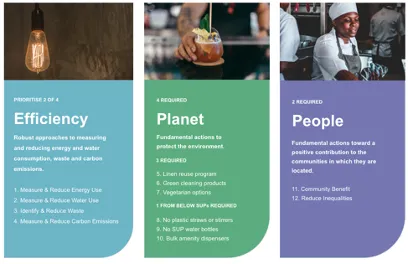 PRIORITISE 3 OF 4
Efficiency
Robust approaches to measuring
and reducing energy and water
consumption, waste and carbon
emissions.
1. Measure & Reduce Energy Use
2. Measure & Reduce Water Use
3. Identify & Reduce Waste
4. Measure & Reduce Carbon Emissions
4 REQUIRED
Planet
Fundamental actions to
protect the environment.
3 REQUIRED
5. Linen reuse program
6. Green cleaning products
7. Vegetarian options
1 FROM BELOW SUPs REQUIRED
8. No plastic straws or stirrers
9. No SUP water bottles
10. Bulk amenity dispensers
2 REQUIRED
People
Fundamental actions toward a
positive contribution to the
communities in which they are
located.
11. Community Benefit
12. Reduce Inequalities